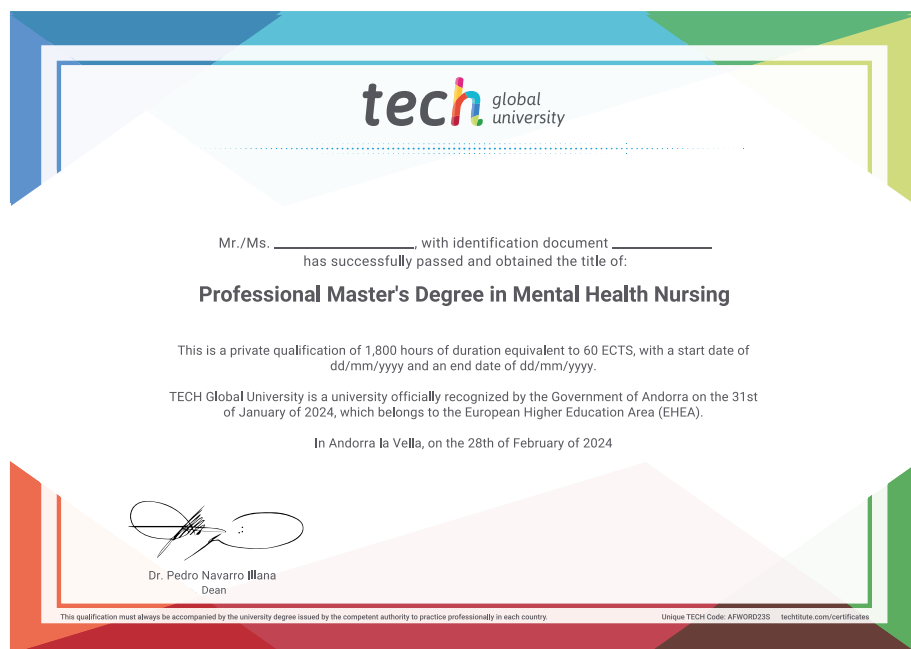 tech global
university
Mr./Ms. ____________, with identification document ____________
has successfully passed and obtained the title of:
Professional Master's Degree in Mental Health Nursing
This is a private qualification of 1,800 hours of duration equivalent to 60 ECTS, with a start date of
dd/mm/yyyy and an end date of dd/mm/yyyy.
TECH Global University is a university officially recognized by the Government of Andorra on the 31st
of January of 2024, which belongs to the European Higher Education Area (EHEA).
In Andorra la Vella, on the 28th of February of 2024
Dr. Pedro Navarro Illana
Dean
This qualification must always be accompanied by the university degree issued by the competent authority to practice professionally in each country.
Unique TECH Code: AFWORD23S techtitute.com/certificates